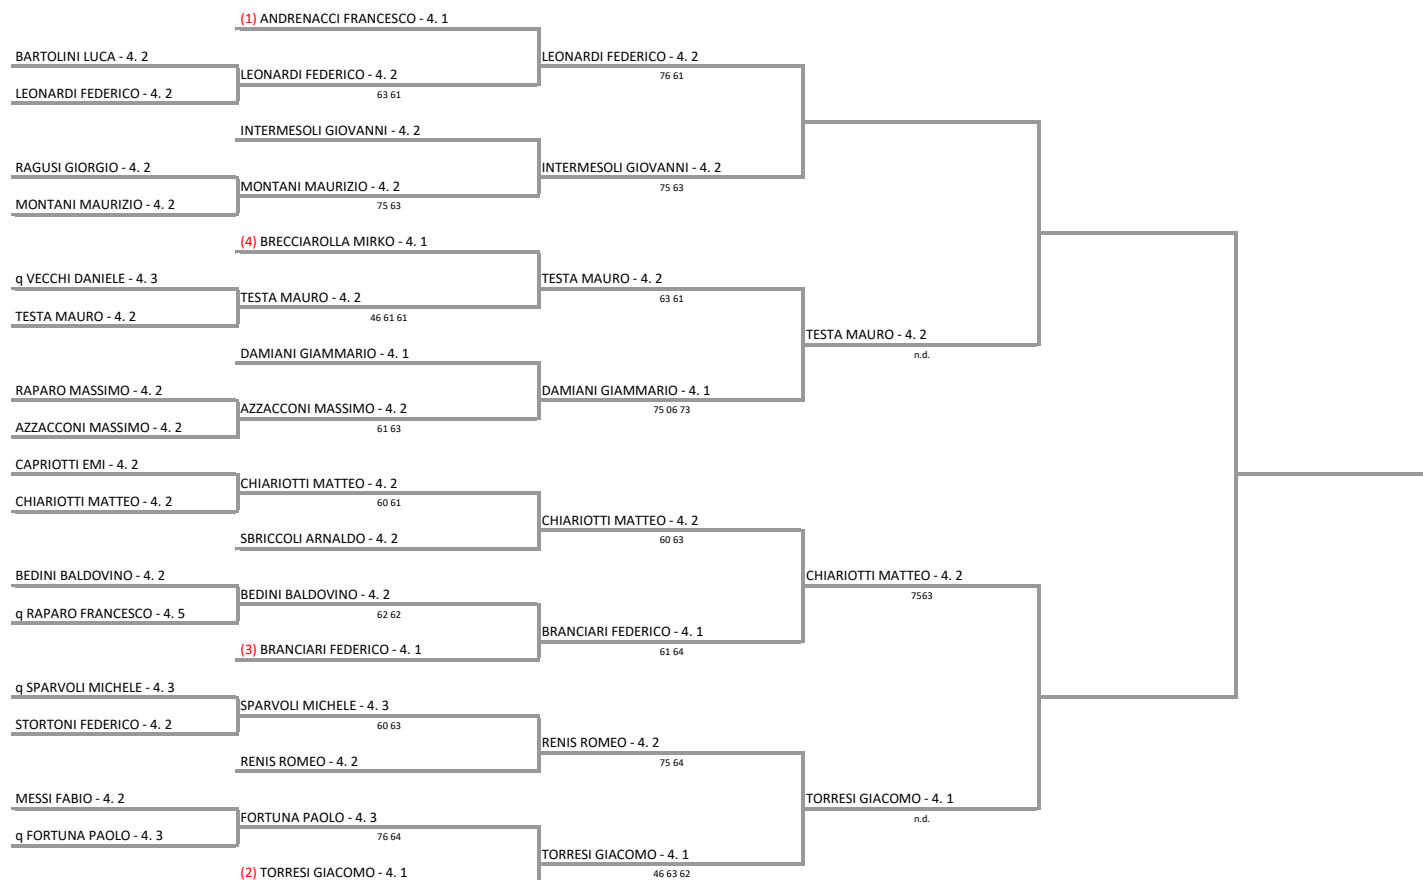 (1) ANDRENACCI FRANCESCO - 4. 1
BARTOLINI LUCA - 4. 2
LEONARDI FEDERICO - 4. 2
LEONARDI FEDERICO - 4. 2
76 61
LEONARDI FEDERICO - 4. 2
63 61
INTERMESOLI GIOVANNI - 4. 2
RAGUSI GIORGIO - 4. 2
INTERMESOLI GIOVANNI - 4. 2
MONTANI MAURIZIO - 4. 2
75 63
MONTANI MAURIZIO - 4. 2
75 63
(4) BRECCIAROLLA MIRKO - 4. 1
q VECCHI DANIELE - 4. 3
TESTA MAURO - 4. 2
TESTA MAURO - 4. 2
63 61
TESTA MAURO - 4. 2
46 61 61
TESTA MAURO - 4. 2
n.d.
DAMIANI GIAMMARIO - 4. 1
RAPARO MASSIMO - 4. 2
DAMIANI GIAMMARIO - 4. 1
AZZACCONI MASSIMO - 4. 2
75 06 73
AZZACCONI MASSIMO - 4. 2
61 63
CAPRIOTTI EMI - 4. 2
CHIARIOTTI MATTEO - 4. 2
CHIARIOTTI MATTEO - 4. 2
60 61
CHIARIOTTI MATTEO - 4. 2
SBRICCOLI ARNALDO - 4. 2
60 63
BEDINI BALDOVINO - 4. 2
CHIARIOTTI MATTEO - 4. 2
BEDINI BALDOVINO - 4. 2
7563
q RAPARO FRANCESCO - 4. 5
62 62
BRANCIARI FEDERICO - 4. 1
(3) BRANCIARI FEDERICO - 4. 1
61 64
q SPARVOLI MICHELE - 4. 3
SPARVOLI MICHELE - 4. 3
STORTONI FEDERICO - 4. 2
60 63
RENIS ROMEO - 4. 2
RENIS ROMEO - 4. 2
75 64
MESSI FABIO - 4. 2
TORRESI GIACOMO - 4. 1
FORTUNA PAOLO - 4. 3
n.d.
q FORTUNA PAOLO - 4. 3
76 64
TORRESI GIACOMO - 4. 1
(2) TORRESI GIACOMO - 4. 1
46 63 62